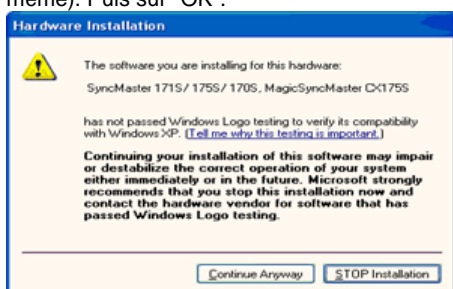 même). Puis sur "OK".
Hardware Installation
The software you are installing for this hardware:
SyncMaster 171S/ 175S/ 170S, MagicSyncMaster CX175S
has not passed Windows Logo testing to verify its compatibility
with Windows XP. (Tell me why this testing is important.)
Continuing your installation of this software may impair
or destabilize the correct operation of your system
either immediately or in the future. Microsoft strongly
recommends that you stop this installation now and
contact the hardware vendor for software that has
passed Windows Logo testing.
Continue Anyway
STOP Installation